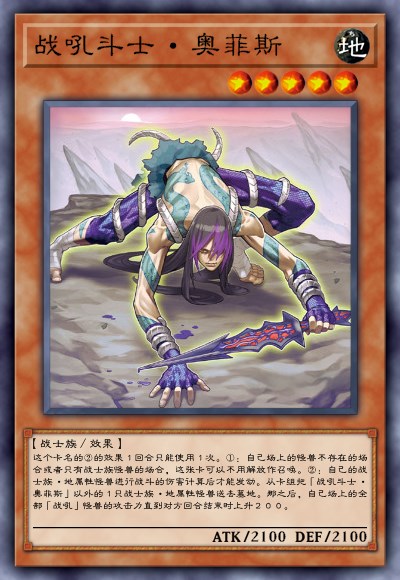 战吼斗士·奥菲斯
地
【战士族／效果】
这个卡名的②的效果1回合只能使用1次。①：自己场上的怪兽不存在的场
合或者只有战士族怪兽的场合，这张卡可以不用解放作召唤。②：自己的战
士族·地属性怪兽进行战斗的伤害计算后才能发动。从卡组把「战吼斗士·
奥菲斯」以外的1只战士族·地属性怪兽送去墓地。那之后，自己场上的全
部「战吼」怪兽的攻击力直到对方回合结束时上升200。
ATK/2100 DEF/2100